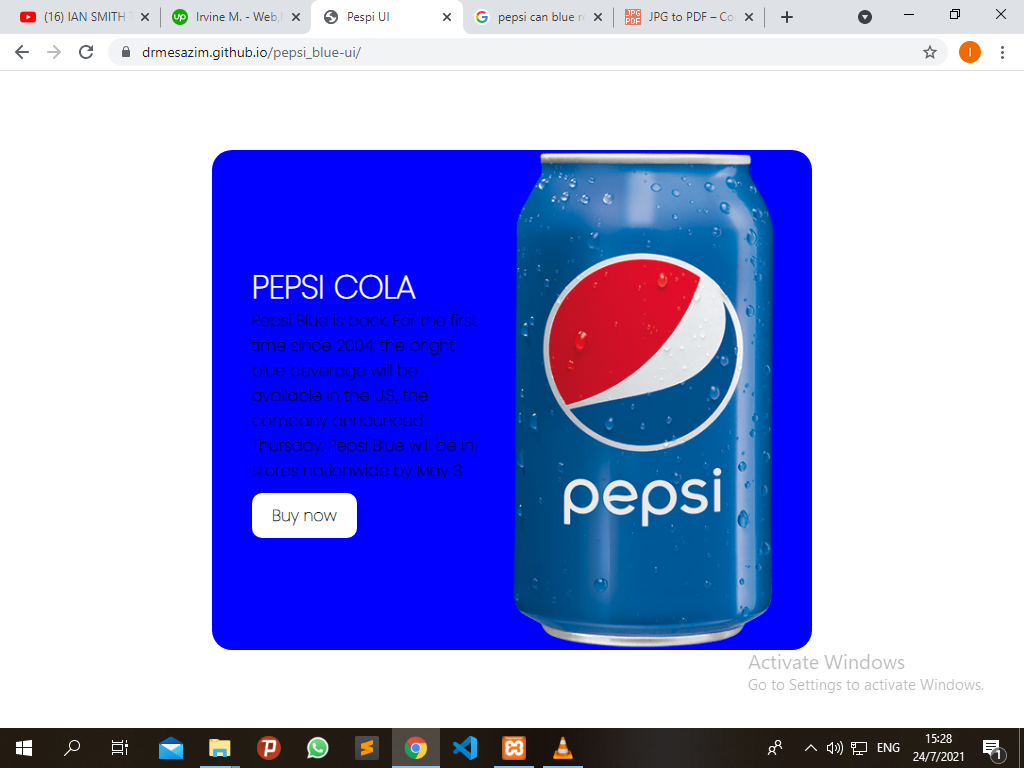 (16) IAN SMITH
Irvine M. - Web,
Pespi UI
pepsi can blue
JPG to PDF – Co
drmesazim.github.io/pepsi_blue-ui/
I
PEPSI COLA
Pepsi Blue is back. For the first
time since 2004, the bright
blue beverage will be
available in the U.S., the
company announced
Thursday. Pepsi Blue will be in
stores nationwide by May 3
Buy now
pepsi
Activate Windows
Go to Settings to activate Windows.
ENG
15:28
24/7/2021
1